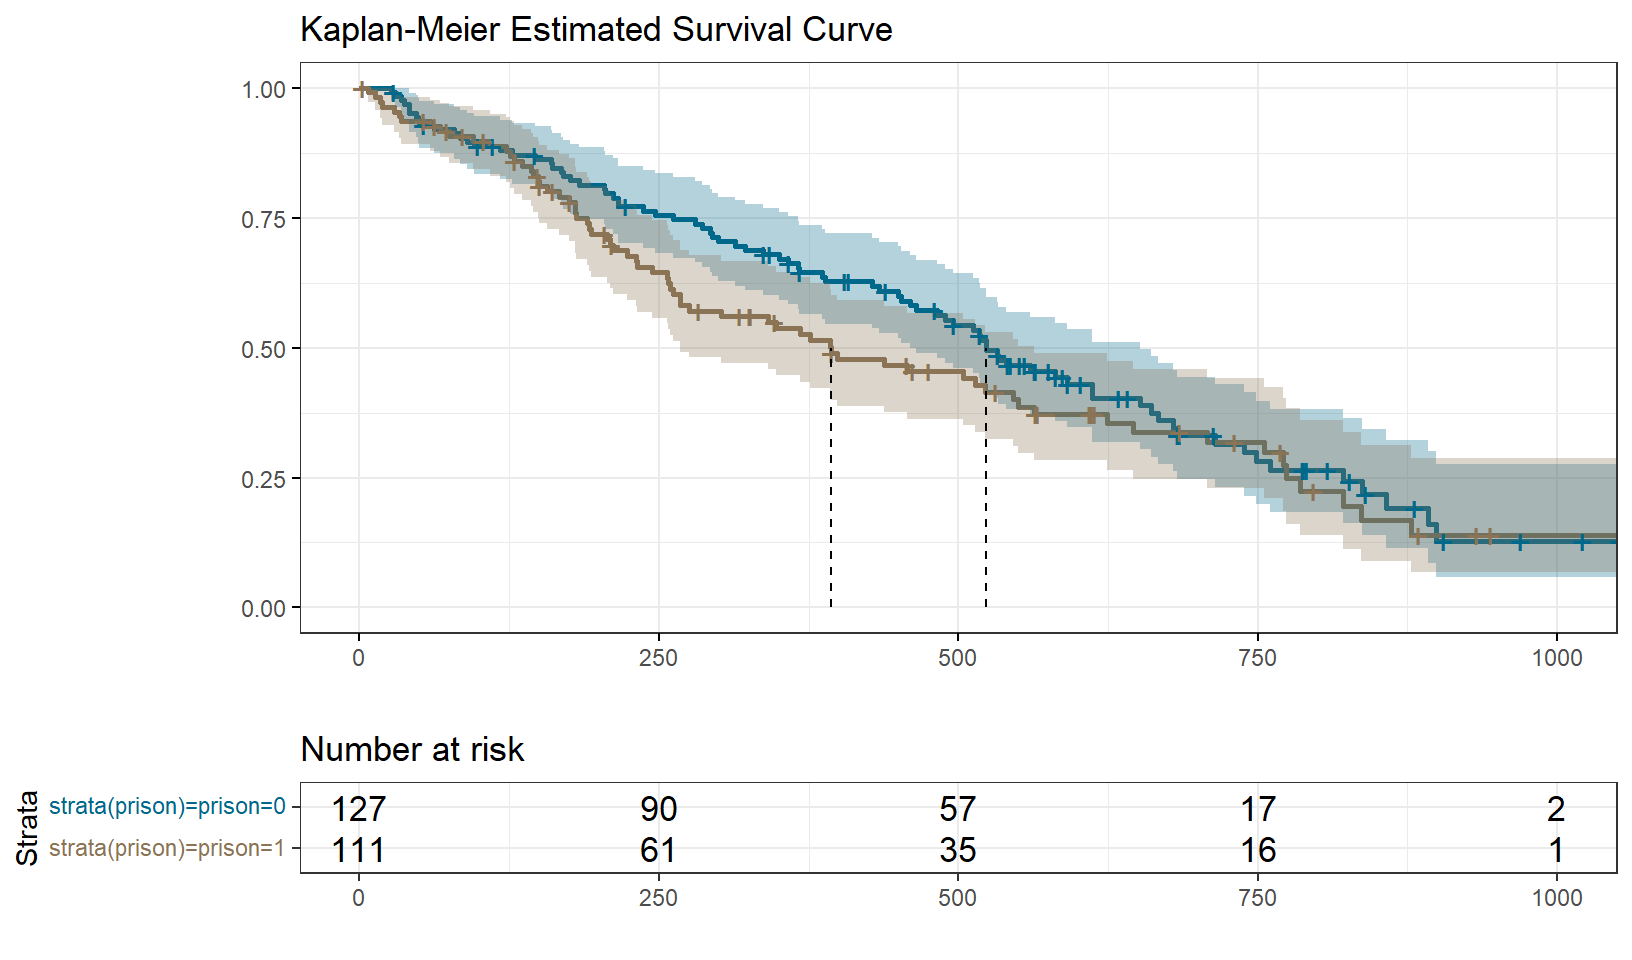 Kaplan-Meier Estimated Survival Curve
1.00
0.75
0.50
0.25
0.00
0 250 500 750 1000
Number at risk
Strata
strata(prison)=prison=0 127 90 57 17 2
strata(prison)=prison=1 111 61 35 16 1
0 250 500 750 1000